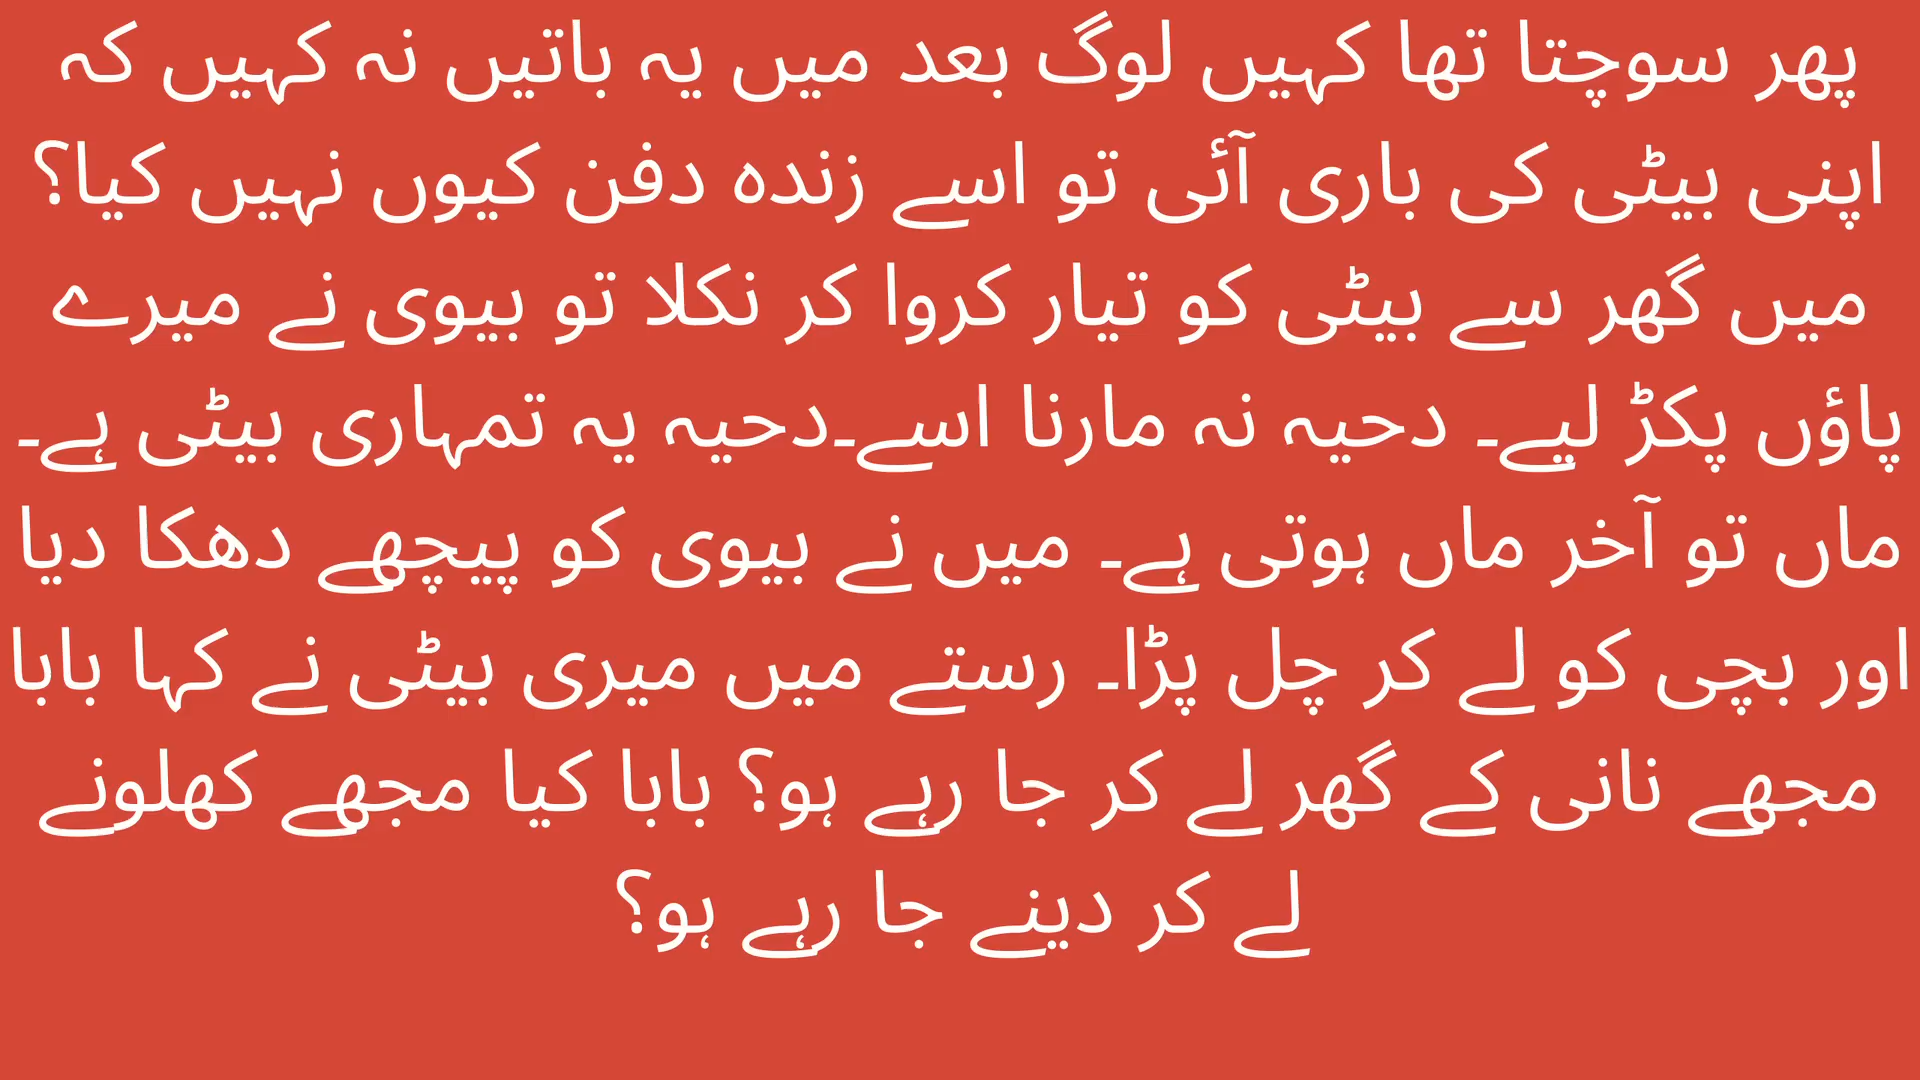 پھر سوچتا تھا کہیں لوگ بعد میں یہ باتیں نہ کہیں کہ
اپنی بیٹی کی باری آئی تو اسے زندہ دفن کیوں نہیں کیا؟
میں گھر سے بیٹی کو تیار کروا کر نکلا تو بیوی نے میرے
پاؤں پکڑ لیے۔ دحیہ نہ مارنا اسے۔دحیہ یہ تمہاری بیٹی ہے۔
ماں تو آخر ماں ہوتی ہے۔ میں نے بیوی کو پیچھے دھکا دیا
اور بچی کو لے کر چل پڑا۔ رستے میں میری بیٹی نے کہا بابا
مجھے نانی کے گھر لے کر جا رہے ہو؟ بابا کیا مجھے کھلونے
لے کر دینے جا رہے ہو؟